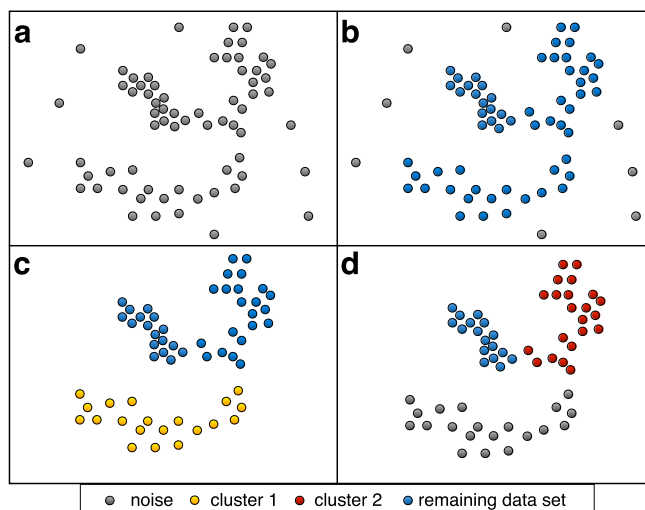 a
b
c
d
noise cluster 1 cluster 2 remaining data set